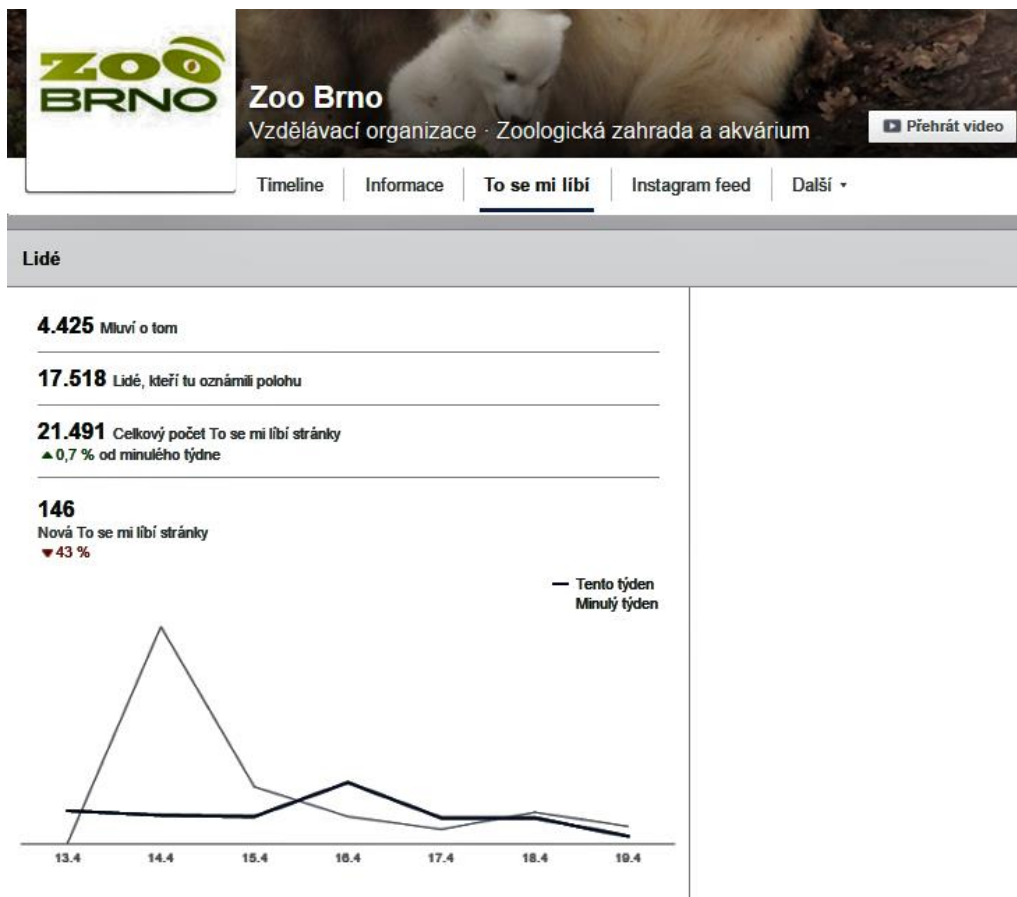 ZOO
BRNO
Zoo Brno
Vzdělávací organizace · Zoologická zahrada a akvárium
Přehrát video
Timeline
Informace
To se mi líbí
Instagram feed
Další
Lidé
4.425 Mluví o tom
17.518 Lidé, kteří tu oznámili polohu
21.491 Celkový počet To se mi líbí stránky
▲0,7 % od minulého týdne
146
Nová To se mi líbí stránky
▼43 %
Tento týden
Minulý týden
13.4 14.4 15.4 16.4 17.4 18.4 19.4